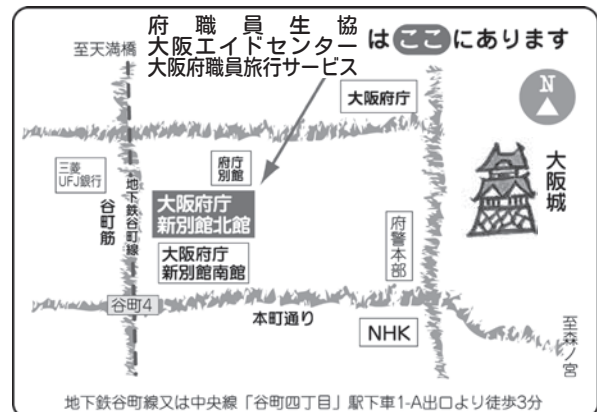 府職員生協
大阪エイドセンター
大阪府職員旅行サービス
はここにあります
至天満橋
N
大阪府庁
三菱
UFJ銀行
府庁
別館
大阪城
地下鉄谷町線
谷町筋
大阪府庁
新別館北館
大阪府庁
新別館南館
府警本部
谷町4
本町通り
NHK
至森ノ宮
地下鉄谷町線又は中央線「谷町四丁目」駅下車1-A出口より徒歩3分